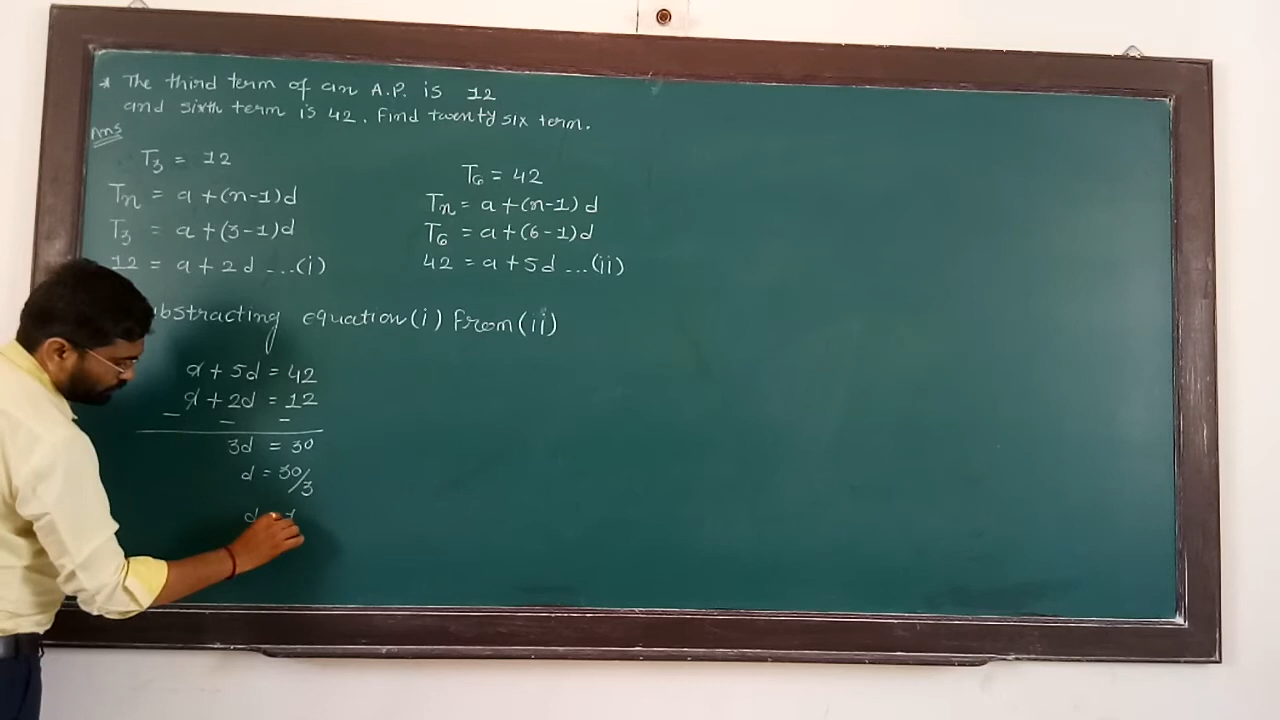 * The third term of an A.P. is 12
and sixth term is 42. Find twenty six term.
Ans
T3 = 12
Tn = a+(n-1)d
T3 = a+(3-1)d
12 = a+2d ...(i)
T6 = 42
Tn = a+(n-1)d
T6 = a+(6-1)d
42 = a+5d ...(ii)
equation(i) from(ii)
a + 5d = 42
a + 2d = 12
− − −
3d = 30
d = 30/3
d